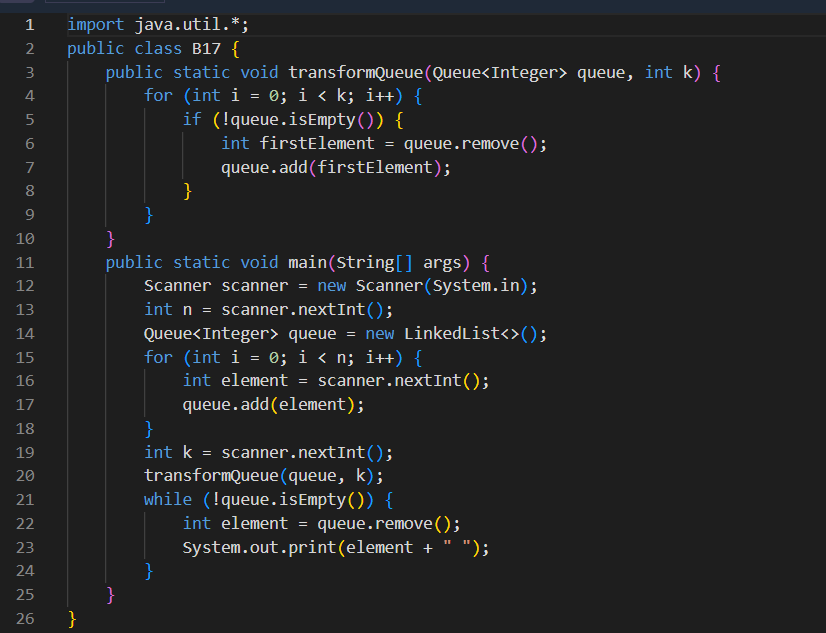 1 import java.util.*;
2 public class B17 {
3     public static void transformQueue(Queue<Integer> queue, int k) {
4         for (int i = 0; i < k; i++) {
5             if (!queue.isEmpty()) {
6                 int firstElement = queue.remove();
7                 queue.add(firstElement);
8             }
9         }
10     }
11     public static void main(String[] args) {
12         Scanner scanner = new Scanner(System.in);
13         int n = scanner.nextInt();
14         Queue<Integer> queue = new LinkedList<>();
15         for (int i = 0; i < n; i++) {
16             int element = scanner.nextInt();
17             queue.add(element);
18         }
19         int k = scanner.nextInt();
20         transformQueue(queue, k);
21         while (!queue.isEmpty()) {
22             int element = queue.remove();
23             System.out.print(element + " ");
24         }
25     }
26 }